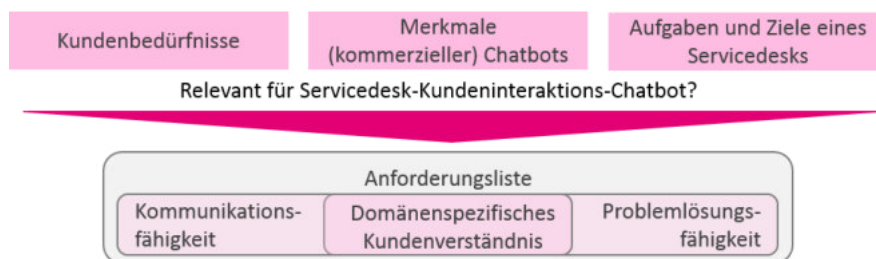 Kundenbedürfnisse
Merkmale
(kommerzieller) Chatbots
Aufgaben und Ziele eines
Servicedesks
Relevant für Servicedesk-Kundeninteraktions-Chatbot?
Anforderungsliste
Kommunikations-
fähigkeit
Domänenspezifisches
Kundenverständnis
Problemlösungs-
fähigkeit